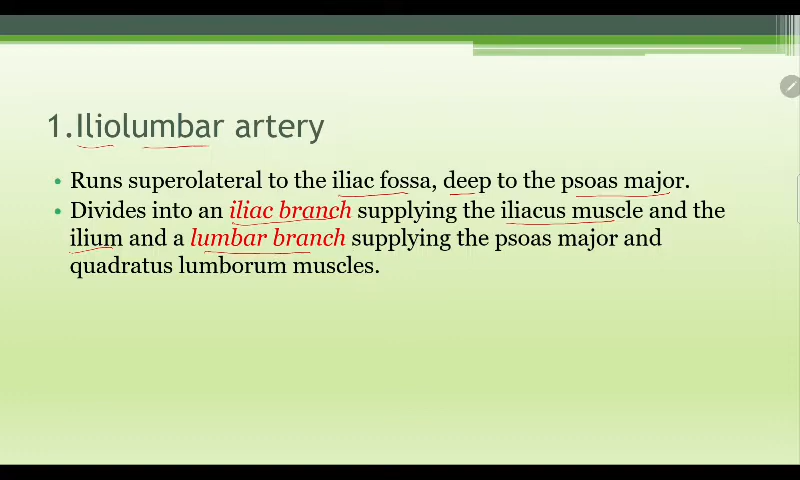 1.Iliolumbar artery
• Runs superolateral to the iliac fossa, deep to the psoas major.
• Divides into an iliac branch supplying the iliacus muscle and the
ilium and a lumbar branch supplying the psoas major and
quadratus lumborum muscles.